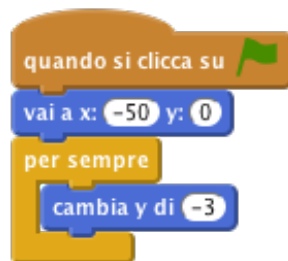 quando si clicca su
vai a x: -50 y: 0
per sempre
cambia y di -3